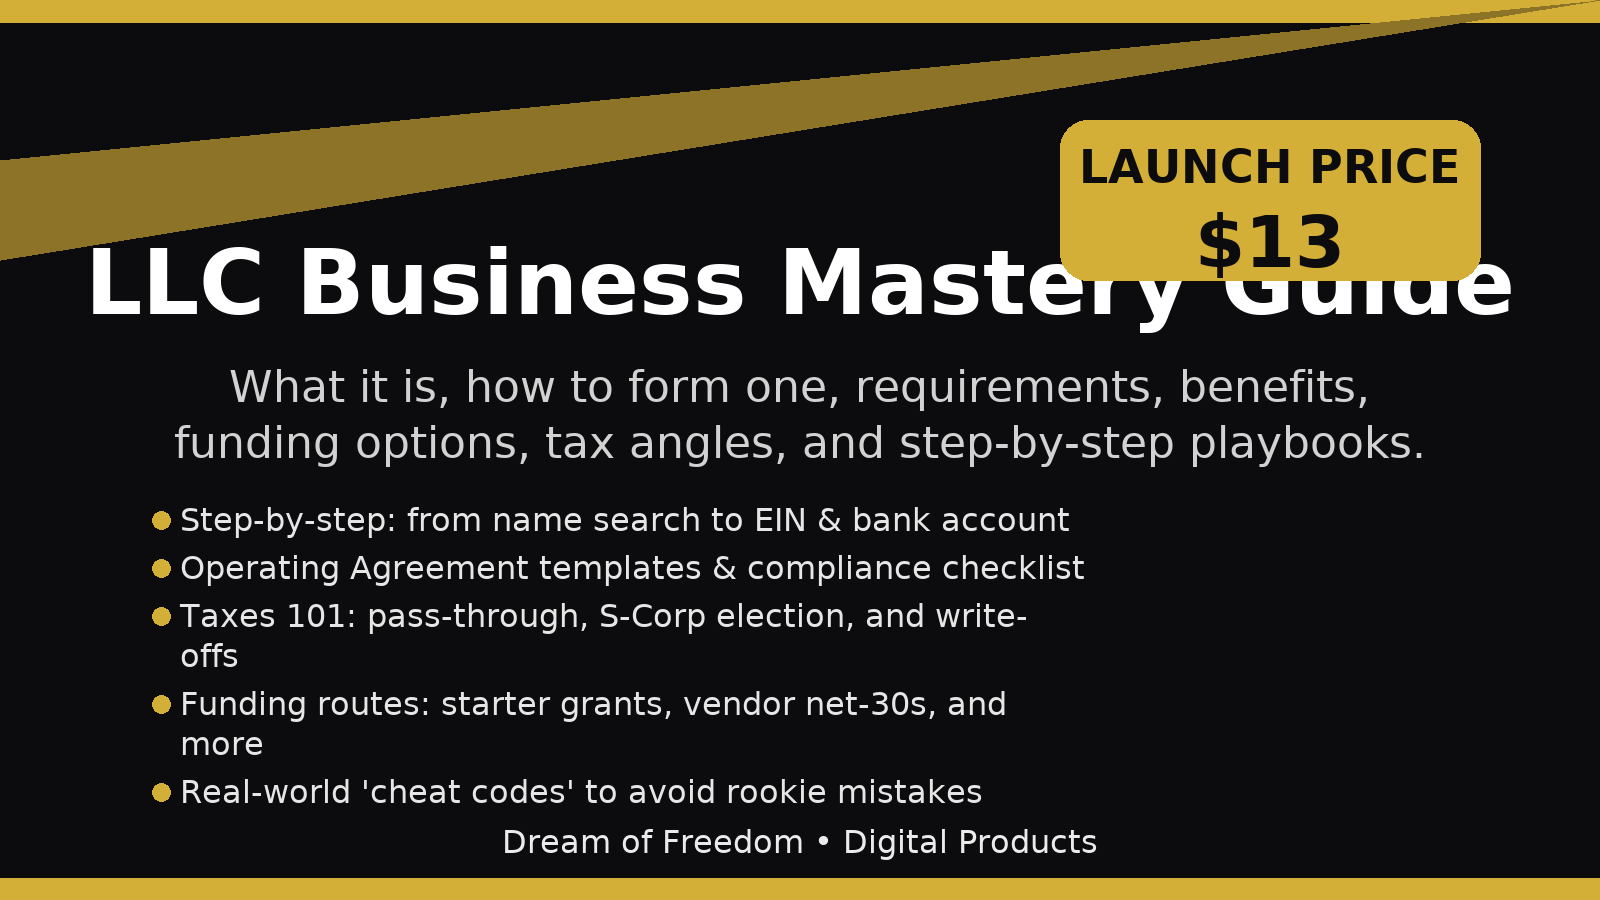 LAUNCH PRICE
$13
LLC Business Mastery Guide
What it is, how to form one, requirements, benefits,
funding options, tax angles, and step-by-step playbooks.
Step-by-step: from name search to EIN & bank account
Operating Agreement templates & compliance checklist
Taxes 101: pass-through, S-Corp election, and write-
offs
Funding routes: starter grants, vendor net-30s, and
more
Real-world 'cheat codes' to avoid rookie mistakes
Dream of Freedom • Digital Products